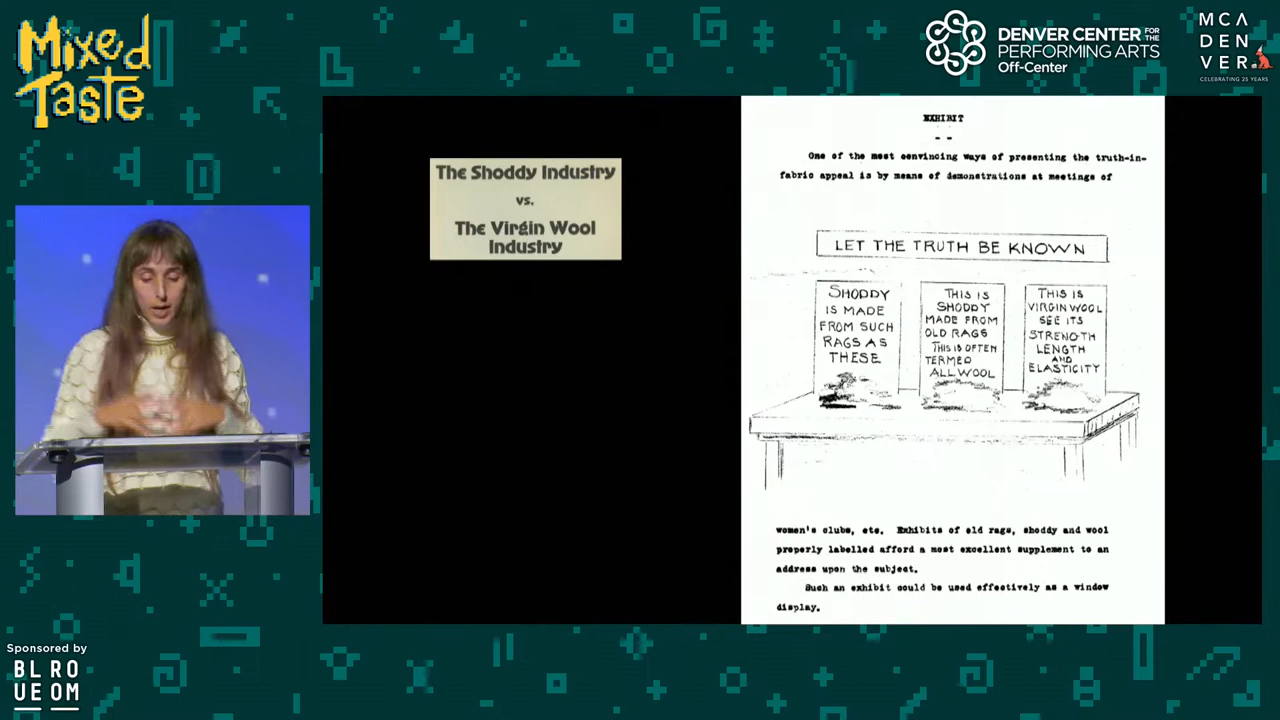 Mixed
Taste
DENVER CENTER FOR THE
PERFORMING ARTS
Off-Center
MCA
DEN
VER
CELEBRATING 25 YEARS
The Shoddy Industry
vs.
The Virgin Wool
Industry
EXHIBIT
--
One of the most convincing ways of presenting the truth-in-
fabric appeal is by means of demonstrations at meetings of
LET THE TRUTH BE KNOWN
SHODDY
IS MADE
FROM SUCH
RAGS AS
THESE
THIS IS
SHODDY
MADE FROM
OLD RAGS
THIS IS OFTEN
TERMED
ALL WOOL
THIS IS
VIRGIN WOOL
SEE ITS
STRENGTH
LENGTH
AND
ELASTICITY
women's clubs, etc. Exhibits of old rags, shoddy and wool
properly labelled afford a most excellent supplement to an
address upon the subject.
Such an exhibit could be used effectively as a window
display.
Sponsored by
BL RO
UE OM